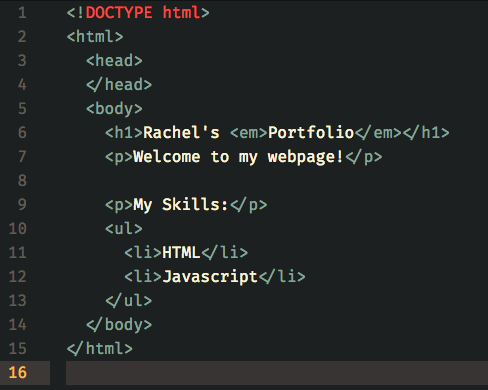 1 <!DOCTYPE html>
2 <html>
3   <head>
4   </head>
5   <body>
6     <h1>Rachel's <em>Portfolio</em></h1>
7     <p>Welcome to my webpage!</p>
8
9     <p>My Skills:</p>
10     <ul>
11       <li>HTML</li>
12       <li>Javascript</li>
13     </ul>
14   </body>
15 </html>
16